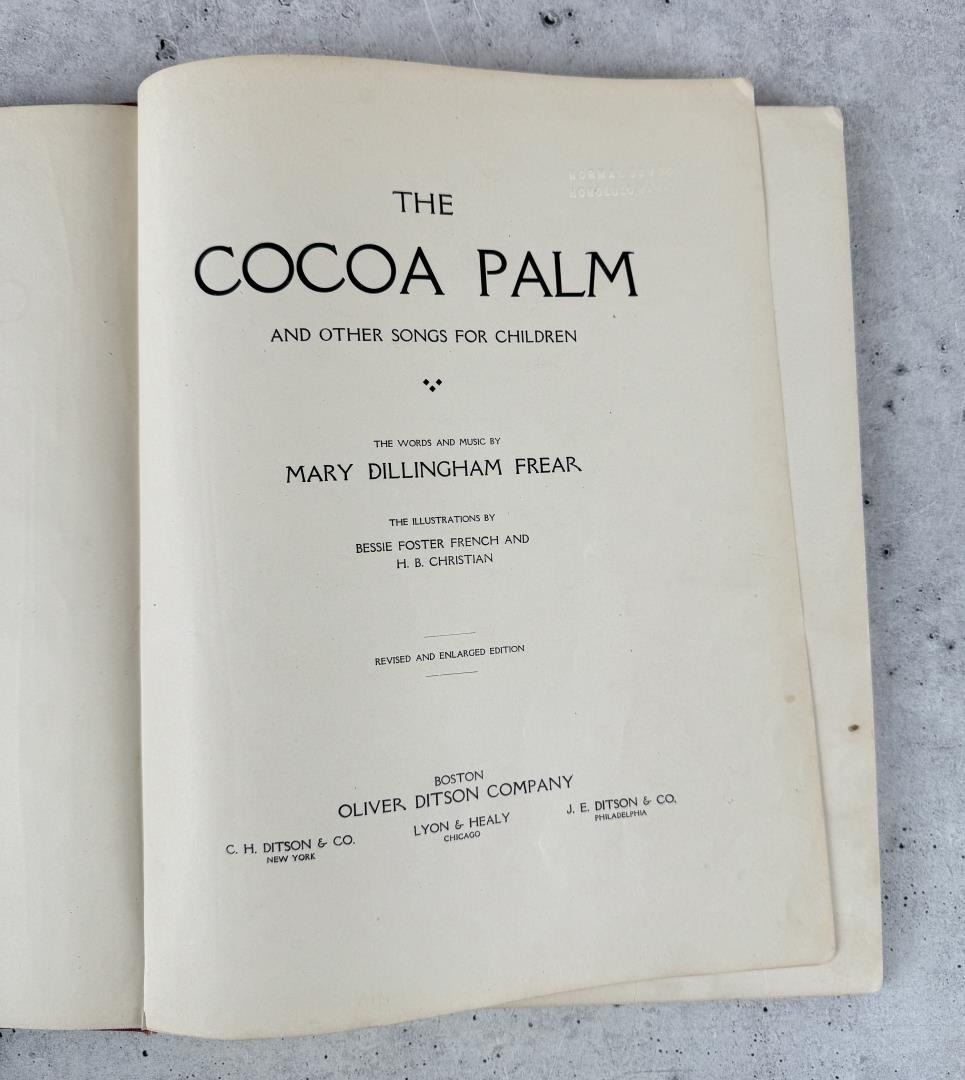 THE
COCOA PALM
AND OTHER SONGS FOR CHILDREN
THE WORDS AND MUSIC BY
MARY DILLINGHAM FREAR
THE ILLUSTRATIONS BY
BESSIE FOSTER FRENCH AND
H. B. CHRISTIAN
REVISED AND ENLARGED EDITION
BOSTON
OLIVER DITSON COMPANY
C. H. DITSON & CO. LYON & HEALY J. E. DITSON & CO.
NEW YORK CHICAGO PHILADELPHIA